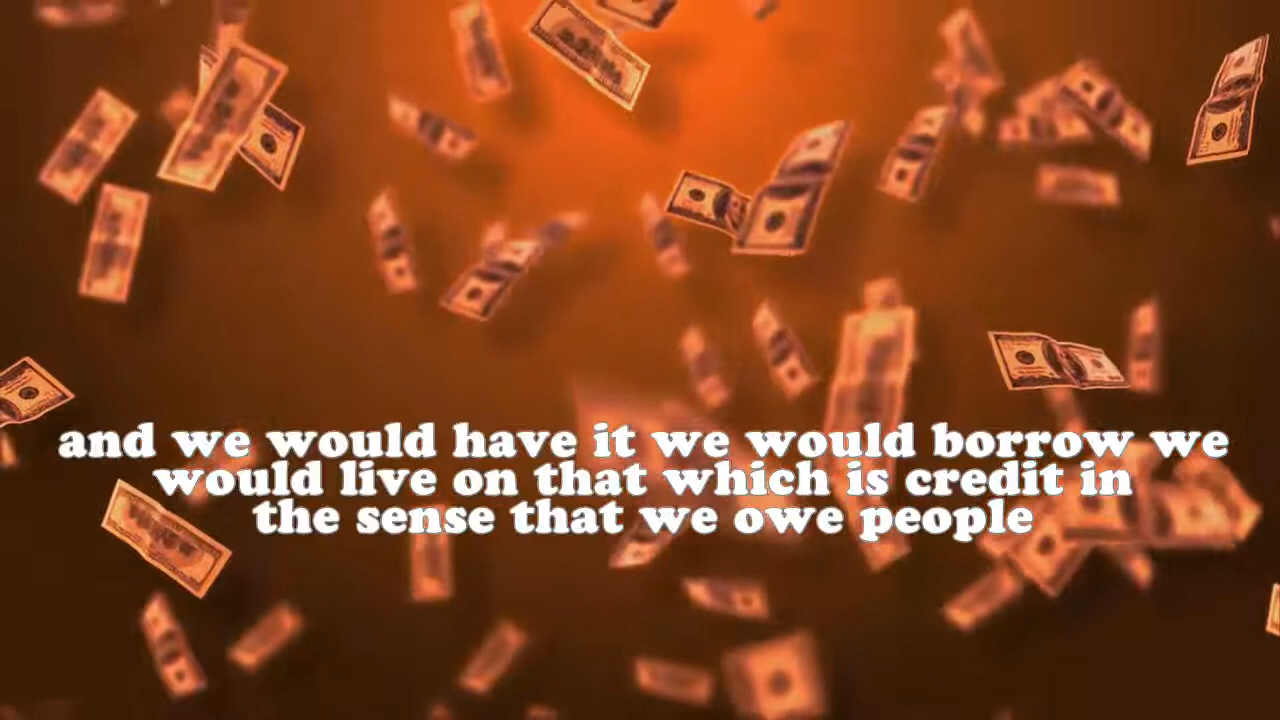 and we would have it we would borrow we
would live on that which is credit in
the sense that we owe people